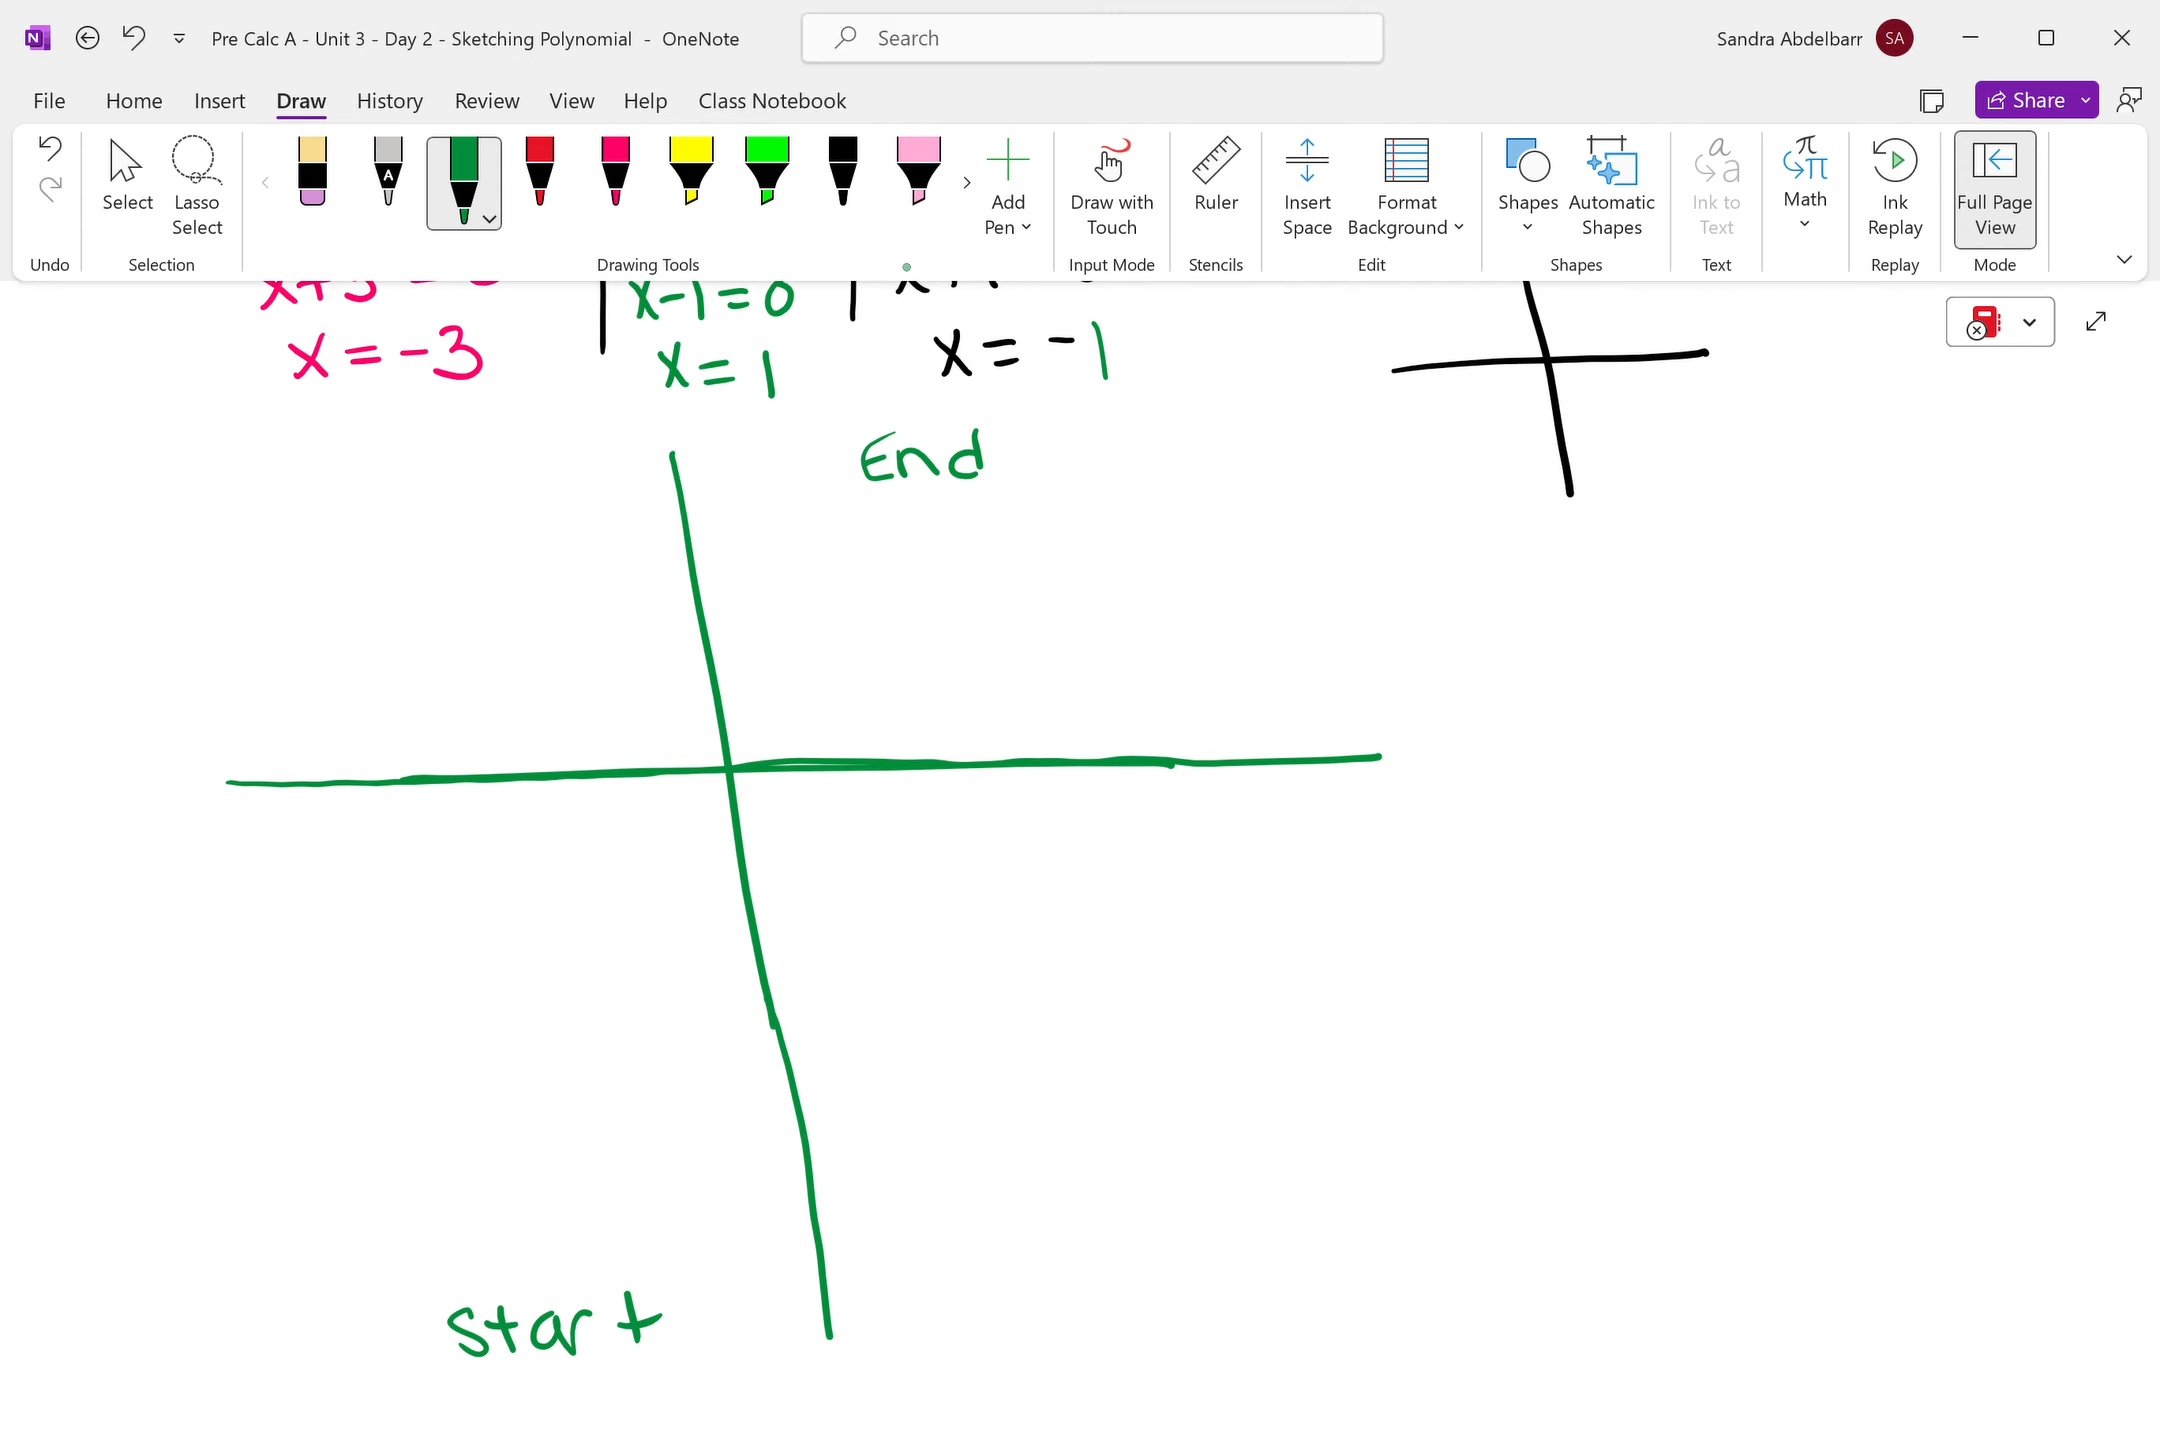 Pre Calc A - Unit 3 - Day 2 - Sketching Polynomial - OneNote
Search
Sandra Abdelbarr SA
File Home Insert Draw History Review View Help Class Notebook
Share
Select
Lasso Select
A
Add Pen
Draw with Touch
Ruler
Insert Space
Format Background
Shapes
Automatic Shapes
Ink to Text
Math
Ink Replay
Full Page View
Undo Selection Drawing Tools Input Mode Stencils Edit Shapes Text Replay Mode
x-1=0
x=-3 x=1 x=-1
End
Start